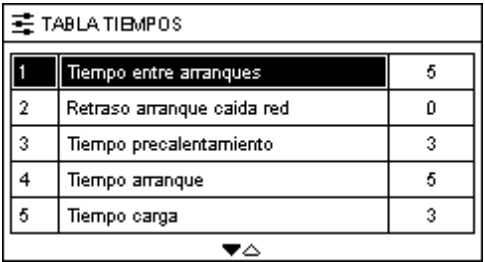 TABLA TIEMPOS
1 Tiempo entre arranques 5
2 Retraso arranque caida red 0
3 Tiempo precalentamiento 3
4 Tiempo arranque 5
5 Tiempo carga 3